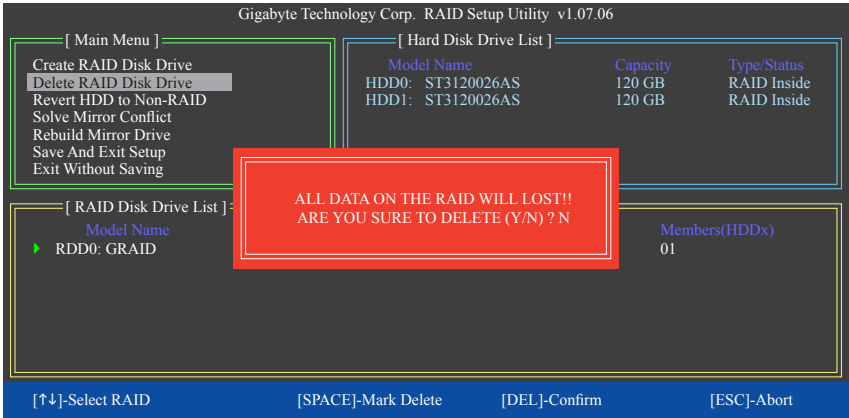 Gigabyte Technology Corp. RAID Setup Utility v1.07.06
[ Main Menu ]
Create RAID Disk Drive
Delete RAID Disk Drive
Revert HDD to Non-RAID
Solve Mirror Conflict
Rebuild Mirror Drive
Save And Exit Setup
Exit Without Saving
[ Hard Disk Drive List ]
Model Name Capacity Type/Status
HDD0: ST3120026AS 120 GB RAID Inside
HDD1: ST3120026AS 120 GB RAID Inside
ALL DATA ON THE RAID WILL LOST!!
ARE YOU SURE TO DELETE (Y/N) ? N
[ RAID Disk Drive List ]
Model Name Members(HDDx)
RDD0: GRAID 01
[↑↓]-Select RAID [SPACE]-Mark Delete [DEL]-Confirm [ESC]-Abort